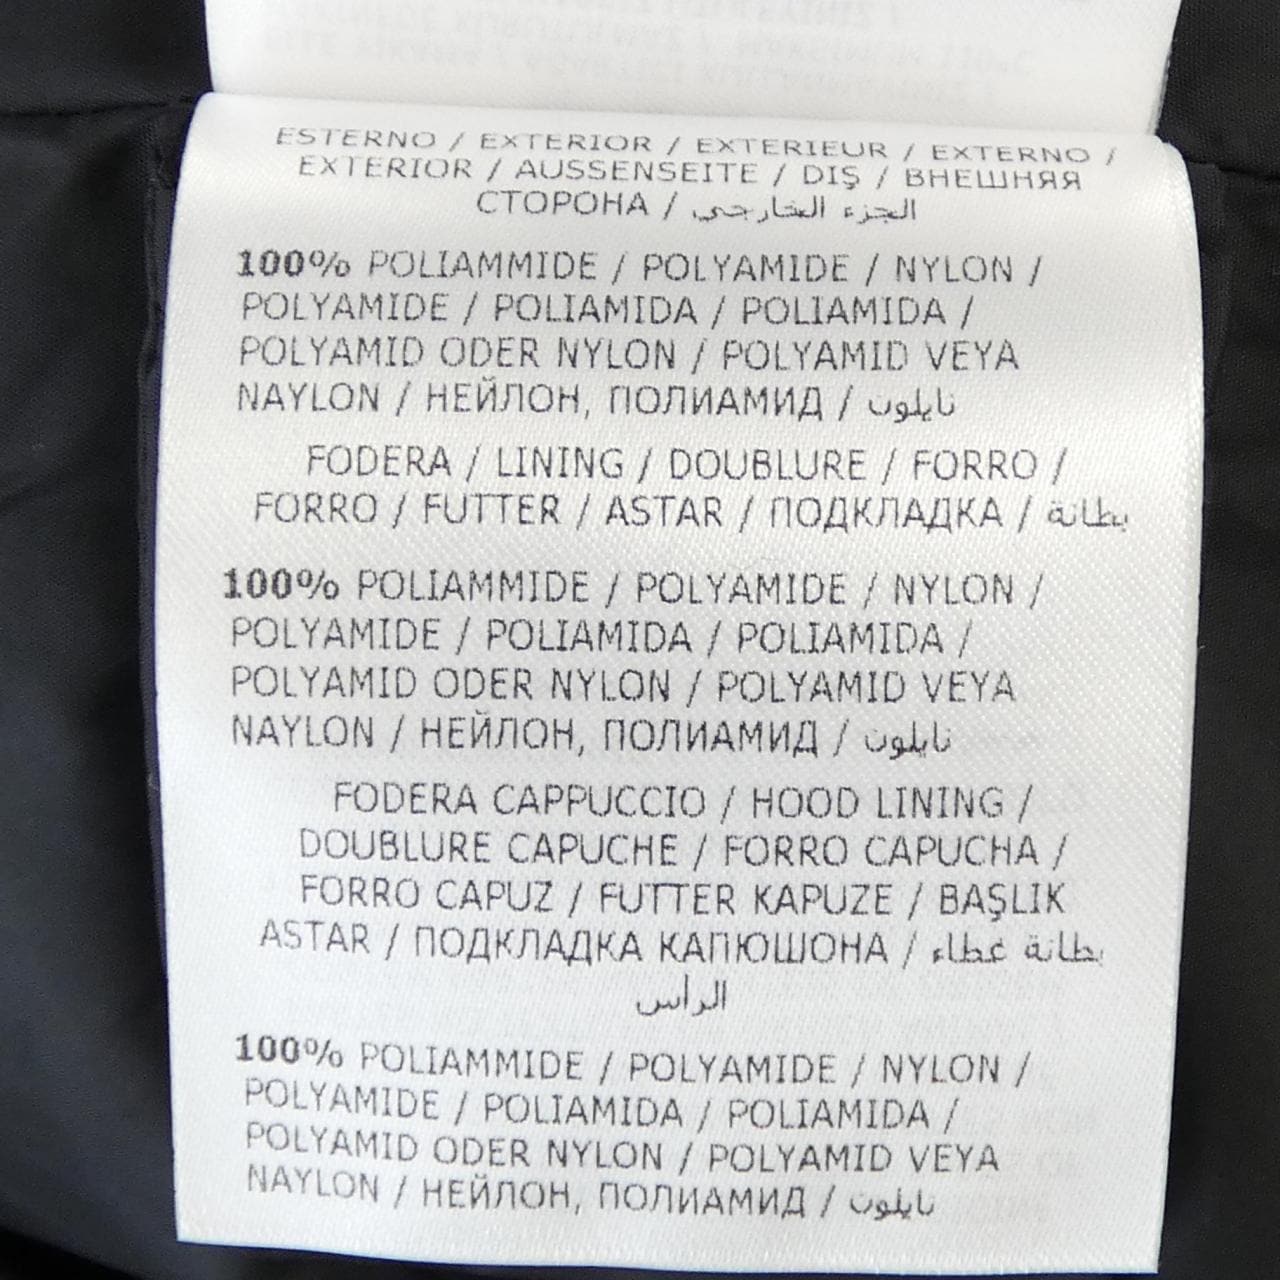 ESTERNO / EXTERIOR / EXTERIEUR / EXTERNO /
EXTERIOR / AUSSENSEITE / DIŞ / ВНЕШНЯЯ
СТОРОНА / الجزء الخارجي
100% POLIAMMIDE / POLYAMIDE / NYLON /
POLYAMIDE / POLIAMIDA / POLIAMIDA /
POLYAMID ODER NYLON / POLYAMID VEYA
NAYLON / НЕЙЛОН, ПОЛИАМИД / نايلون
FODERA / LINING / DOUBLURE / FORRO /
FORRO / FUTTER / ASTAR / ПОДКЛАДКА / بطانة
100% POLIAMMIDE / POLYAMIDE / NYLON /
POLYAMIDE / POLIAMIDA / POLIAMIDA /
POLYAMID ODER NYLON / POLYAMID VEYA
NAYLON / НЕЙЛОН, ПОЛИАМИД / نايلون
FODERA CAPPUCCIO / HOOD LINING /
DOUBLURE CAPUCHE / FORRO CAPUCHA /
FORRO CAPUZ / FUTTER KAPUZE / BAŞLIK
ASTAR / ПОДКЛАДКА КАПЮШОНА / بطانة غطاء
الرأس
100% POLIAMMIDE / POLYAMIDE / NYLON /
POLYAMIDE / POLIAMIDA / POLIAMIDA /
POLYAMID ODER NYLON / POLYAMID VEYA
NAYLON / НЕЙЛОН, ПОЛИАМИД / نايلون